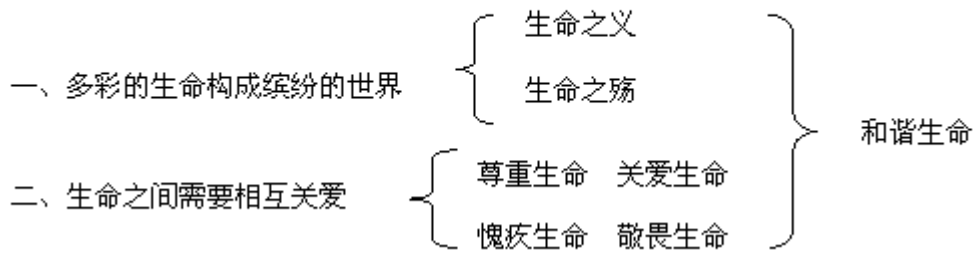 生命之义
一、多彩的生命构成缤纷的世界
生命之殇
和谐生命
尊重生命 关爱生命
二、生命之间需要相互关爱
愧疚生命 敬畏生命